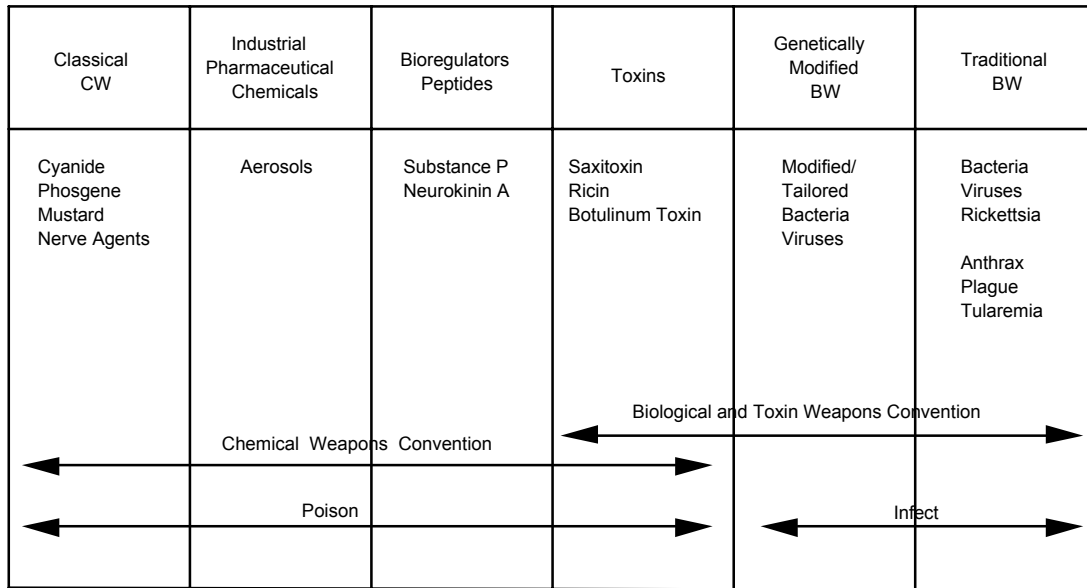 Classical
CW
Industrial
Pharmaceutical
Chemicals
Bioregulators
Peptides
Toxins
Genetically
Modified
BW
Traditional
BW
Cyanide
Phosgene
Mustard
Nerve Agents
Aerosols
Substance P
Neurokinin A
Saxitoxin
Ricin
Botulinum Toxin
Modified/
Tailored
Bacteria
Viruses
Bacteria
Viruses
Rickettsia
Anthrax
Plague
Tularemia
Biological and Toxin Weapons Convention
Chemical Weapons Convention
Poison
Infect